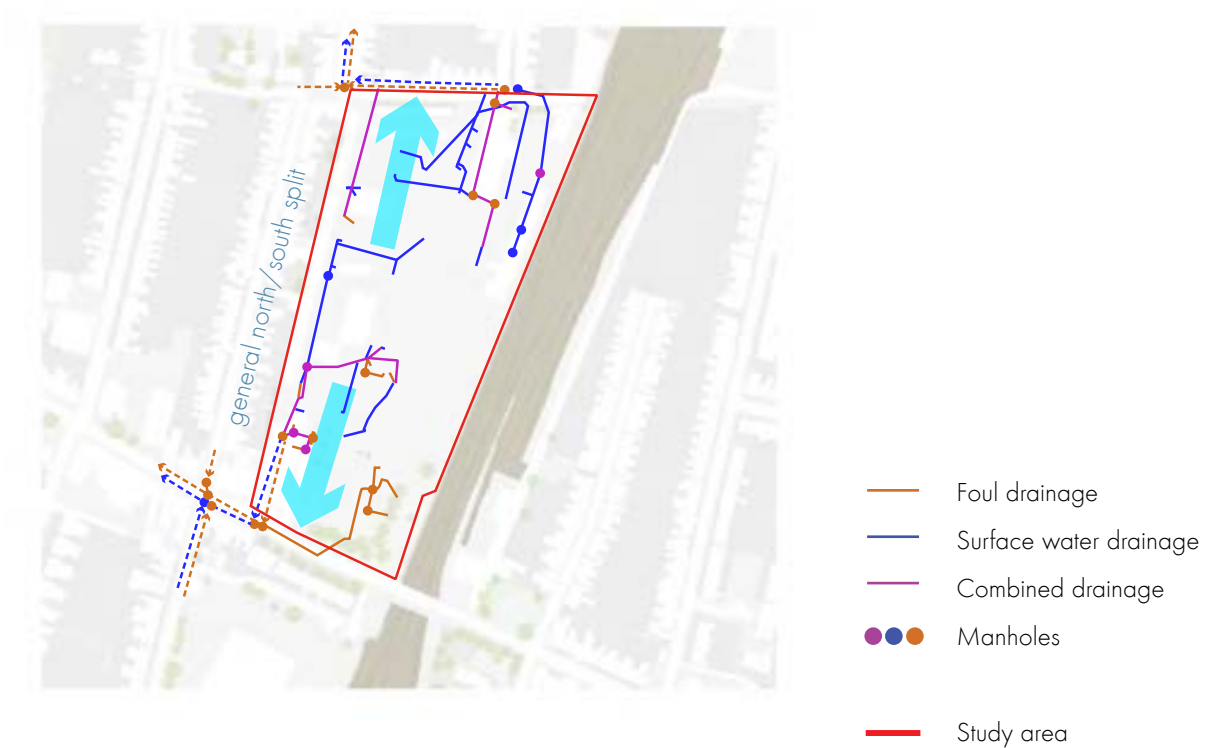 general north/south split
Foul drainage
Surface water drainage
Combined drainage
Manholes
Study area